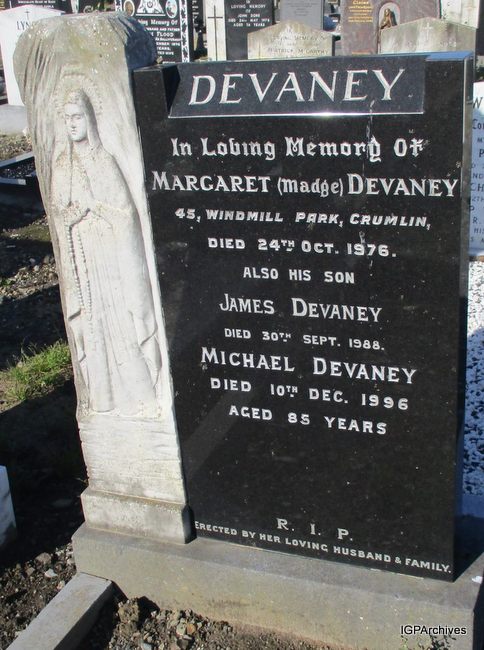 DEVANEY
In Loving Memory Of
MARGARET (Madge) DEVANEY
45, WINDMILL PARK, CRUMLIN,
DIED 24TH OCT. 1976.
ALSO HIS SON
JAMES DEVANEY
DIED 30TH SEPT. 1988.
MICHAEL DEVANEY
DIED 10TH DEC. 1996
AGED 85 YEARS
R. I. P.
ERECTED BY HER LOVING HUSBAND & FAMILY.
IGPArchives